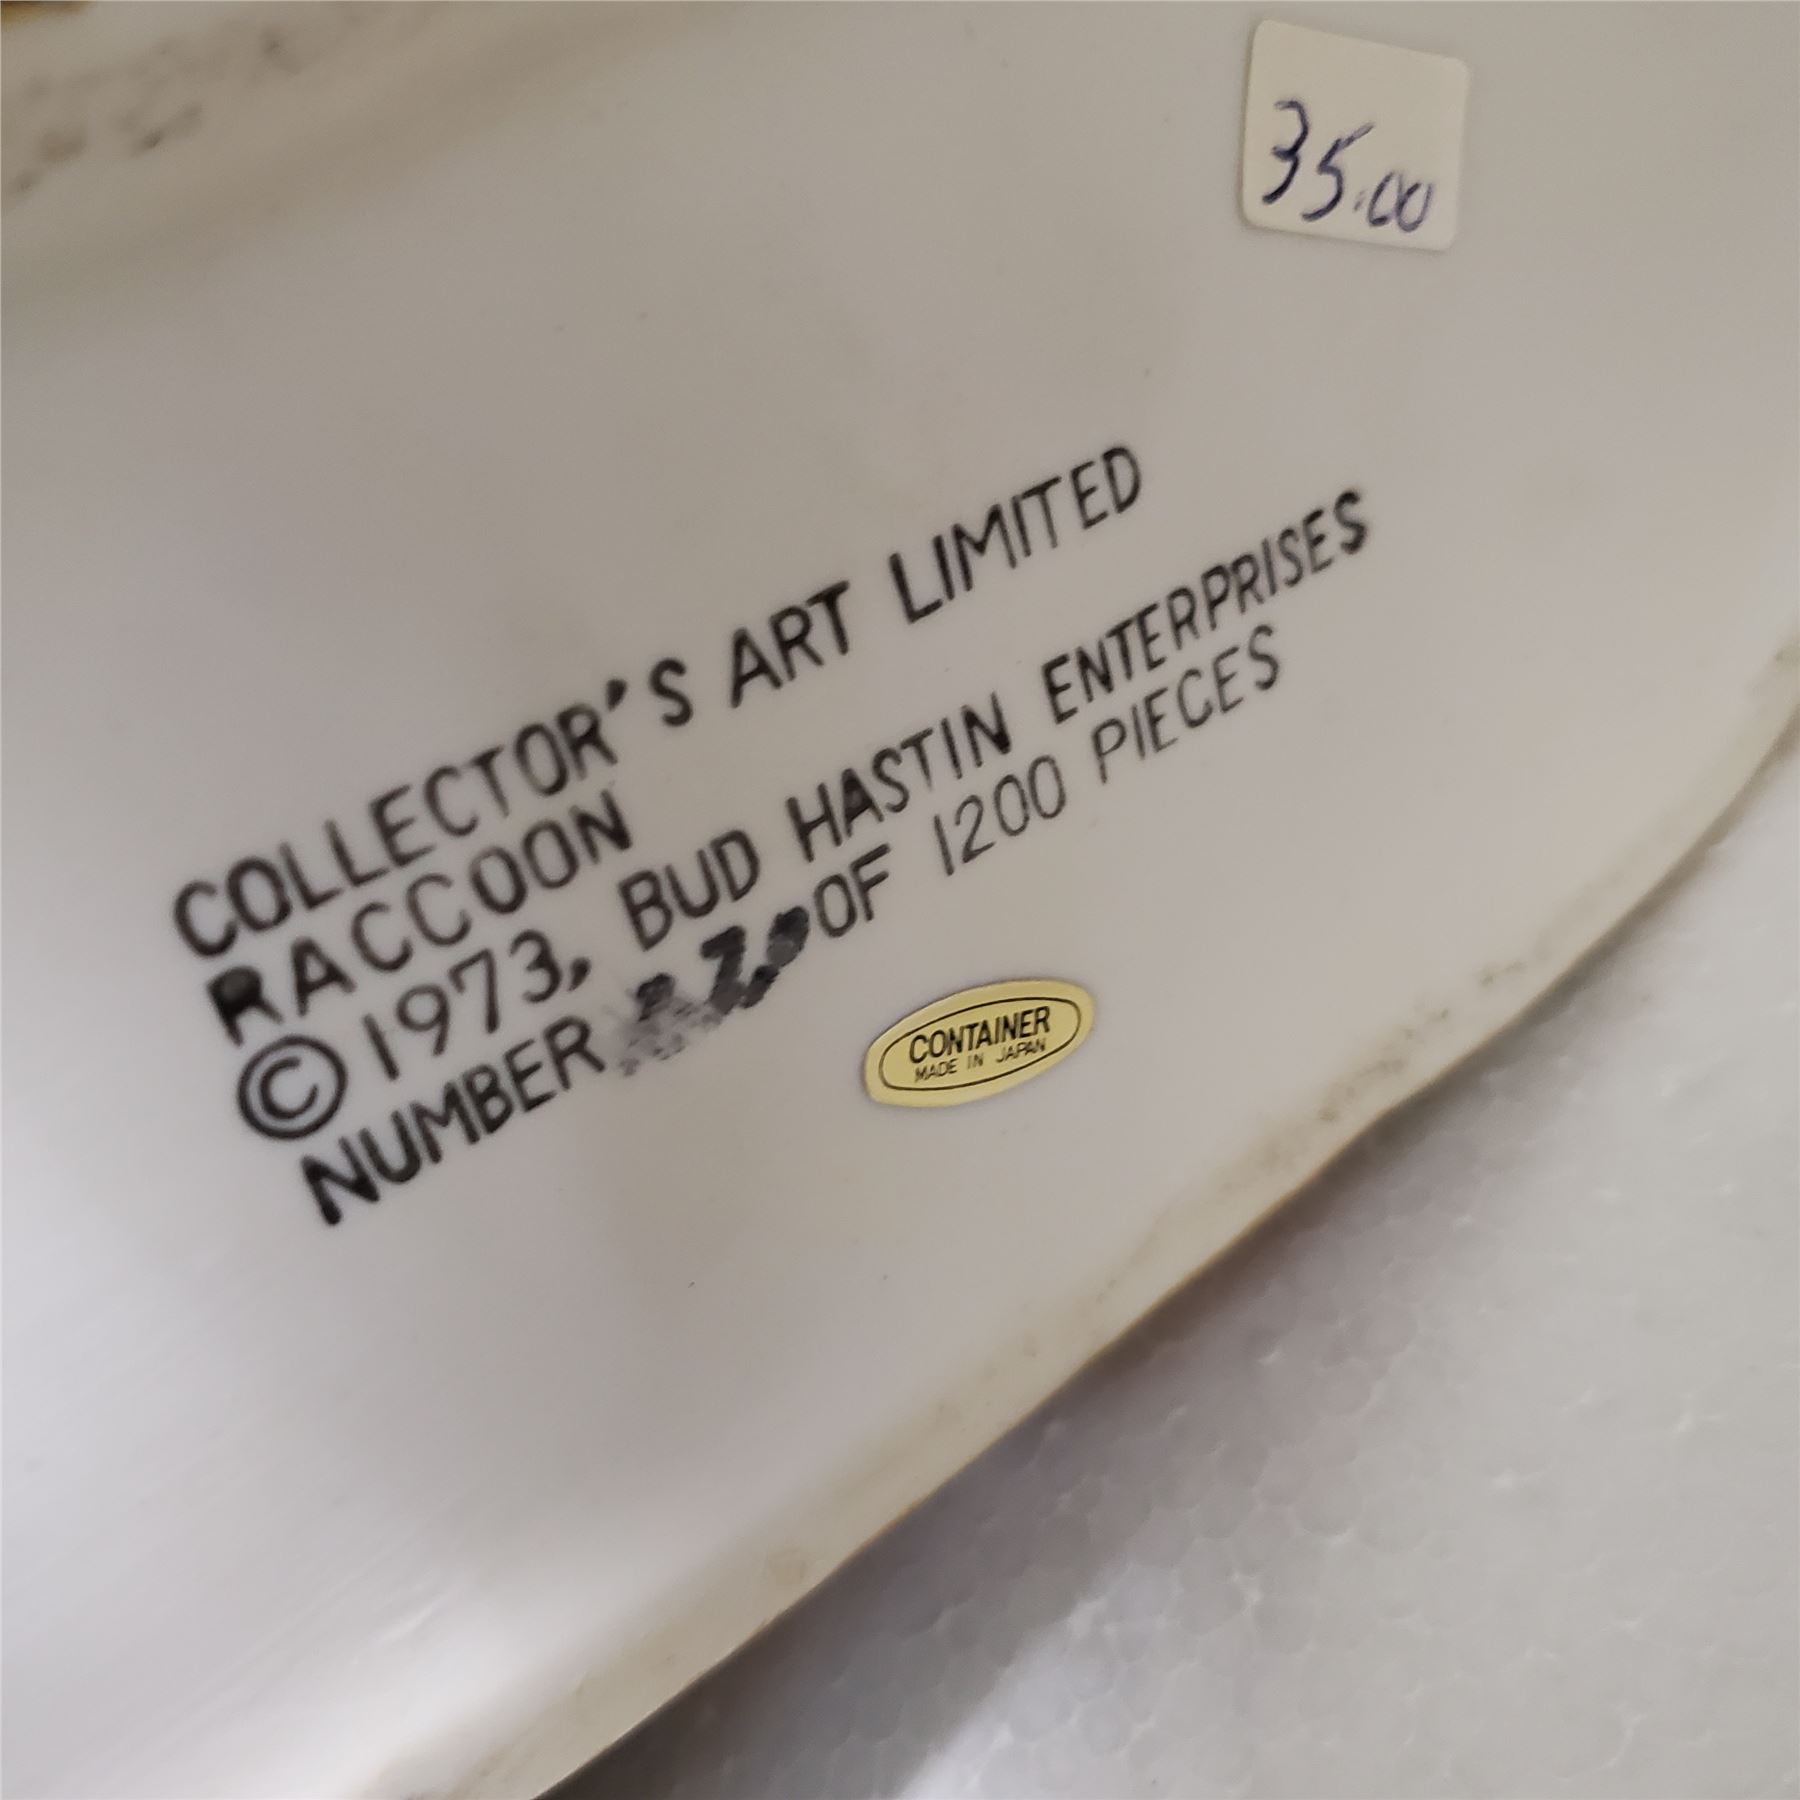 35.00
COLLECTOR'S ART LIMITED
RACCOON
© 1973, BUD HASTIN ENTERPRISES
NUMBER OF 1200 PIECES
CONTAINER
MADE IN JAPAN